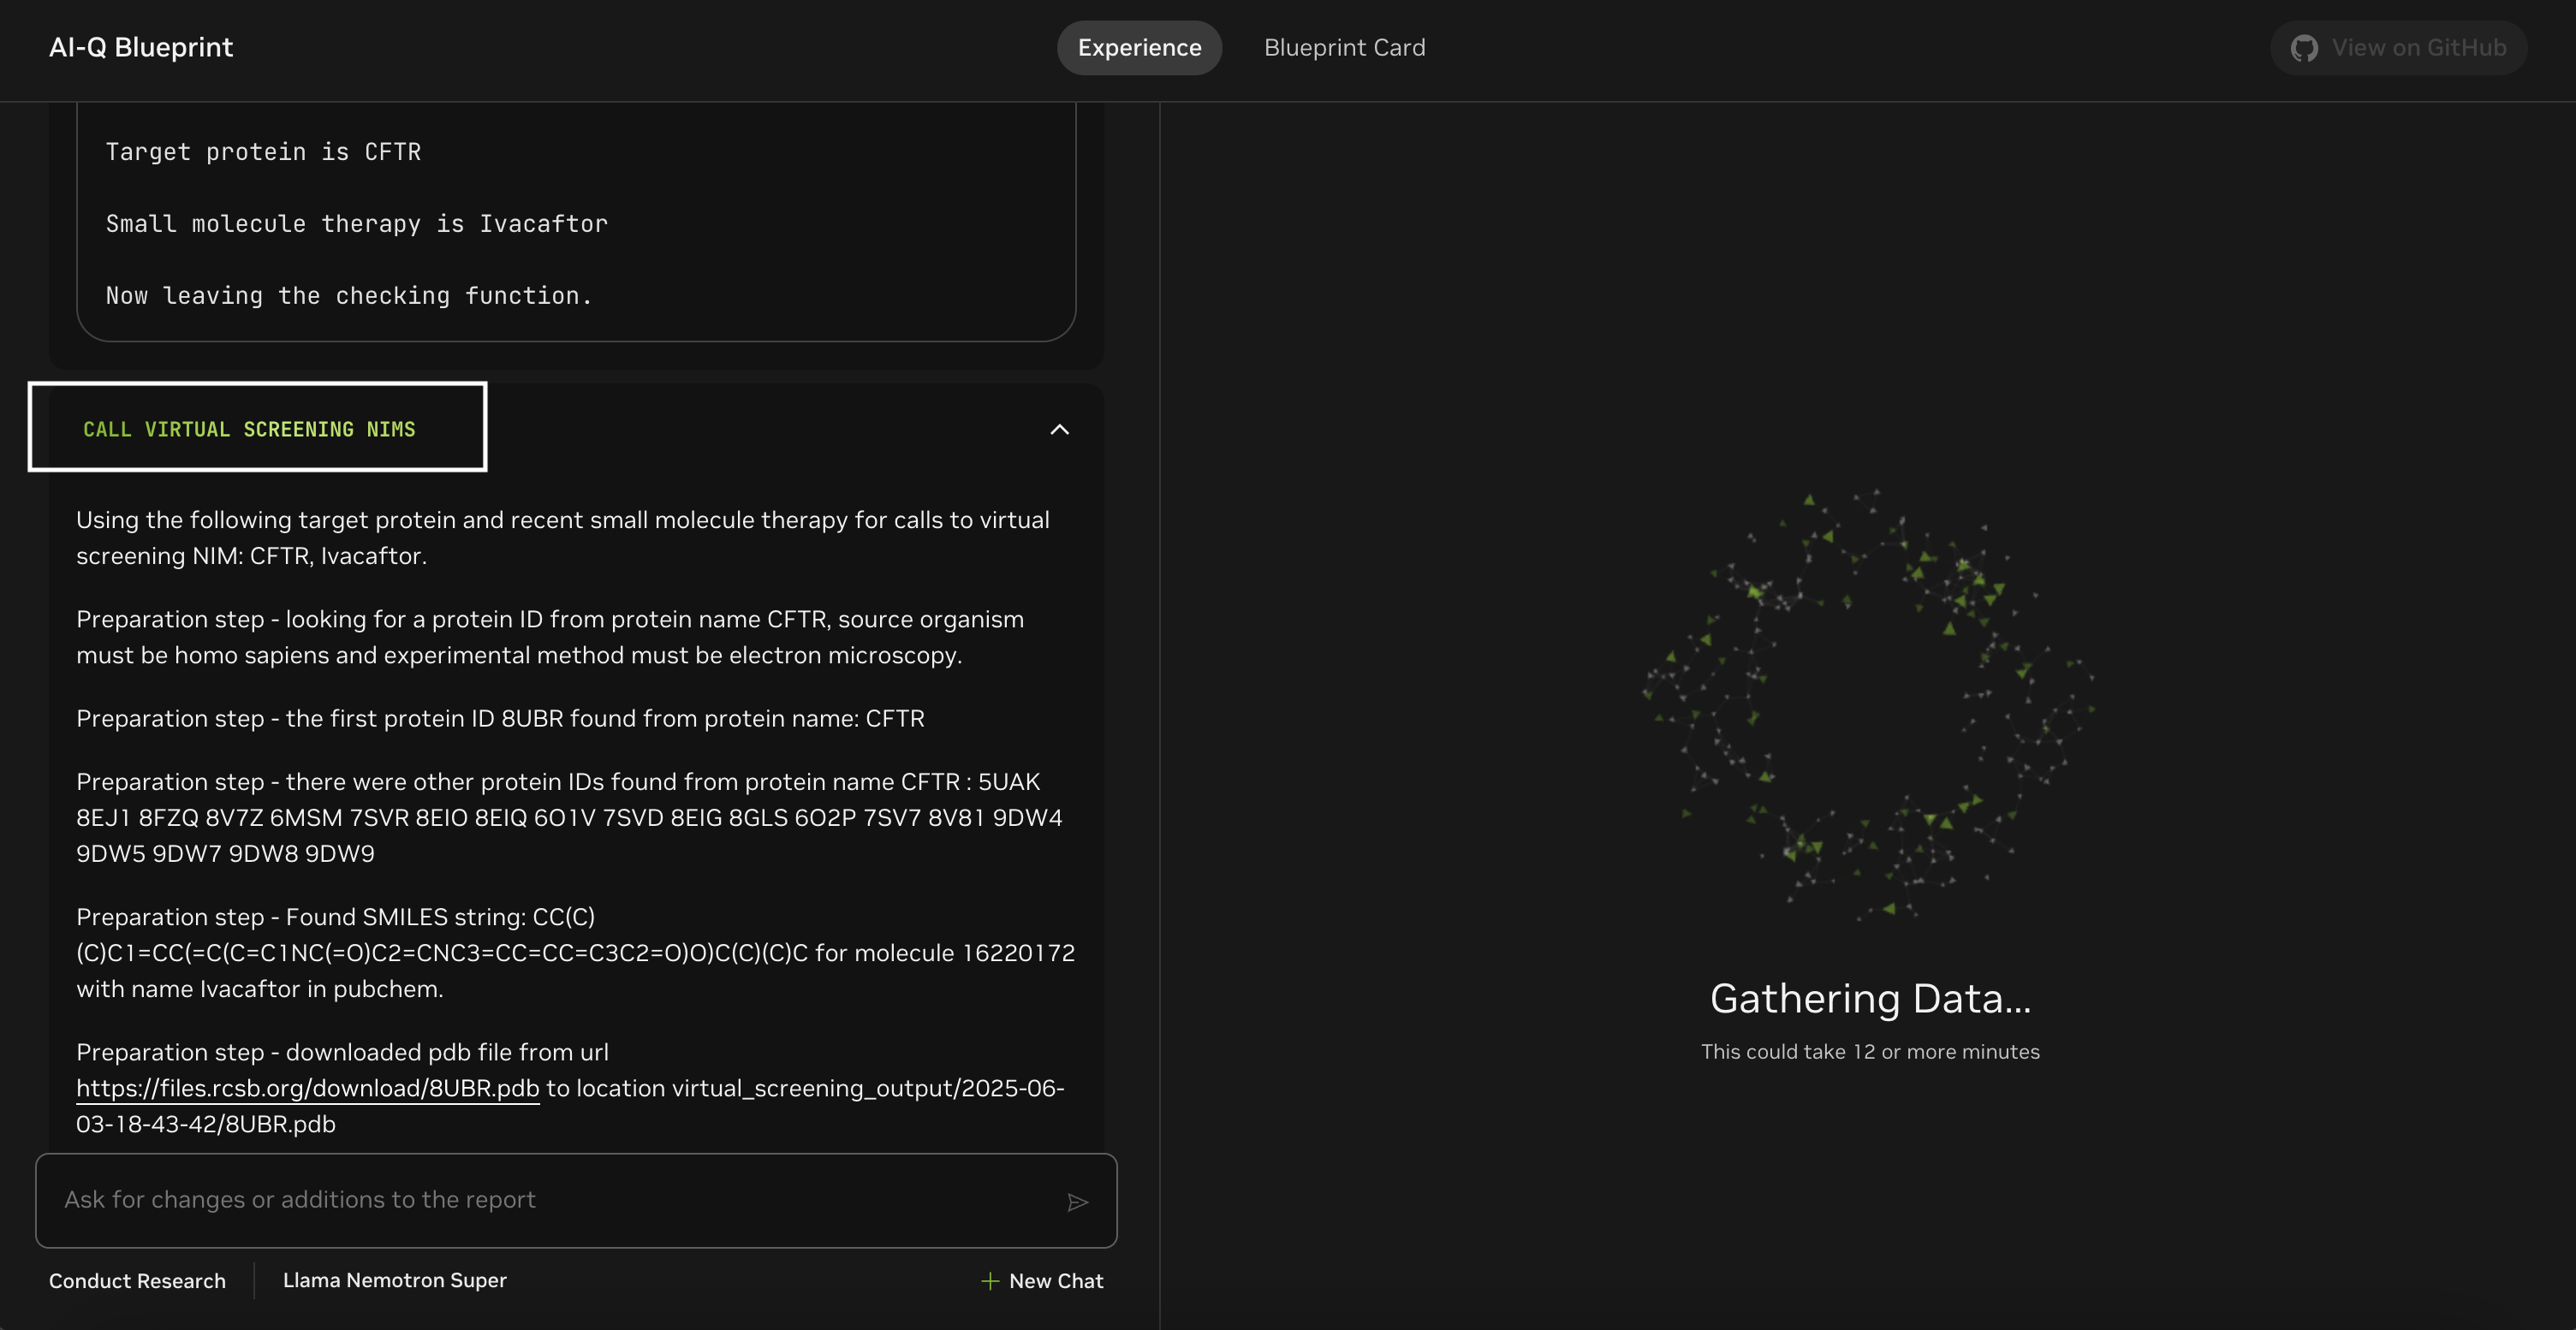 AI-Q Blueprint
Experience
Blueprint Card
View on GitHub
Target protein is CFTR
Small molecule therapy is Ivacaftor
Now leaving the checking function.
CALL VIRTUAL SCREENING NIMS
Using the following target protein and recent small molecule therapy for calls to virtual
screening NIM: CFTR, Ivacaftor.
Preparation step - looking for a protein ID from protein name CFTR, source organism
must be homo sapiens and experimental method must be electron microscopy.
Preparation step - the first protein ID 8UBR found from protein name: CFTR
Preparation step - there were other protein IDs found from protein name CFTR : 5UAK
8EJ1 8FZQ 8V7Z 6MSM 7SVR 8EIO 8EIQ 6O1V 7SVD 8EIG 8GLS 6O2P 7SV7 8V81 9DW4
9DW5 9DW7 9DW8 9DW9
Preparation step - Found SMILES string: CC(C)
(C)C1=CC(=C(C=C1NC(=O)C2=CNC3=CC=CC=C3C2=O)O)C(C)(C)C for molecule 16220172
with name Ivacaftor in pubchem.
Preparation step - downloaded pdb file from url
https://files.rcsb.org/download/8UBR.pdb to location virtual_screening_output/2025-06-
03-18-43-42/8UBR.pdb
Ask for changes or additions to the report
Conduct Research
Llama Nemotron Super
New Chat
Gathering Data...
This could take 12 or more minutes